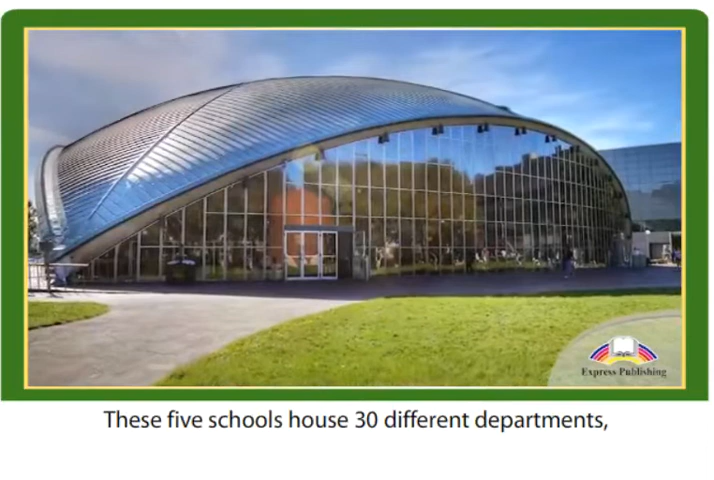 Express Publishing
These five schools house 30 different departments,